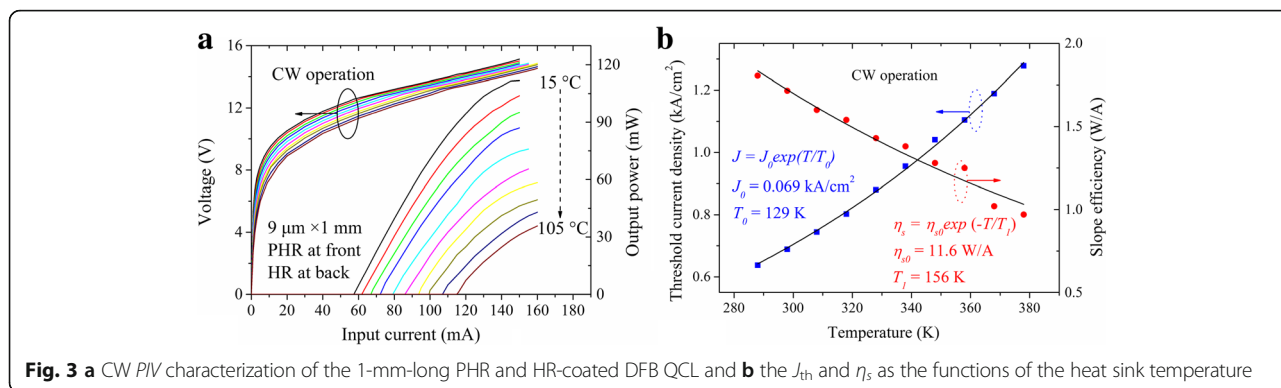 a
16
14
12
10
8
6
4
2
0
Voltage (V)
0 20 40 60 80 100 120 140 160 180
Input current (mA)
120
90
60
30
0
Output power (mW)
CW operation
15 °C
105 °C
9 μm ×1 mm
PHR at front
HR at back
b
1.2
1.0
0.8
0.6
Threshold current density (kA/cm²)
280 300 320 340 360 380
Temperature (K)
2.0
1.5
1.0
0.5
Slope efficiency (W/A)
CW operation
J = J₀exp(T/T₀)
J₀ = 0.069 kA/cm²
T₀ = 129 K
ηₛ = ηₛ₀exp (-T/T₁)
ηₛ₀ = 11.6 W/A
T₁ = 156 K
Fig. 3 a CW PIV characterization of the 1-mm-long PHR and HR-coated DFB QCL and b the Jth and ηs as the functions of the heat sink temperature